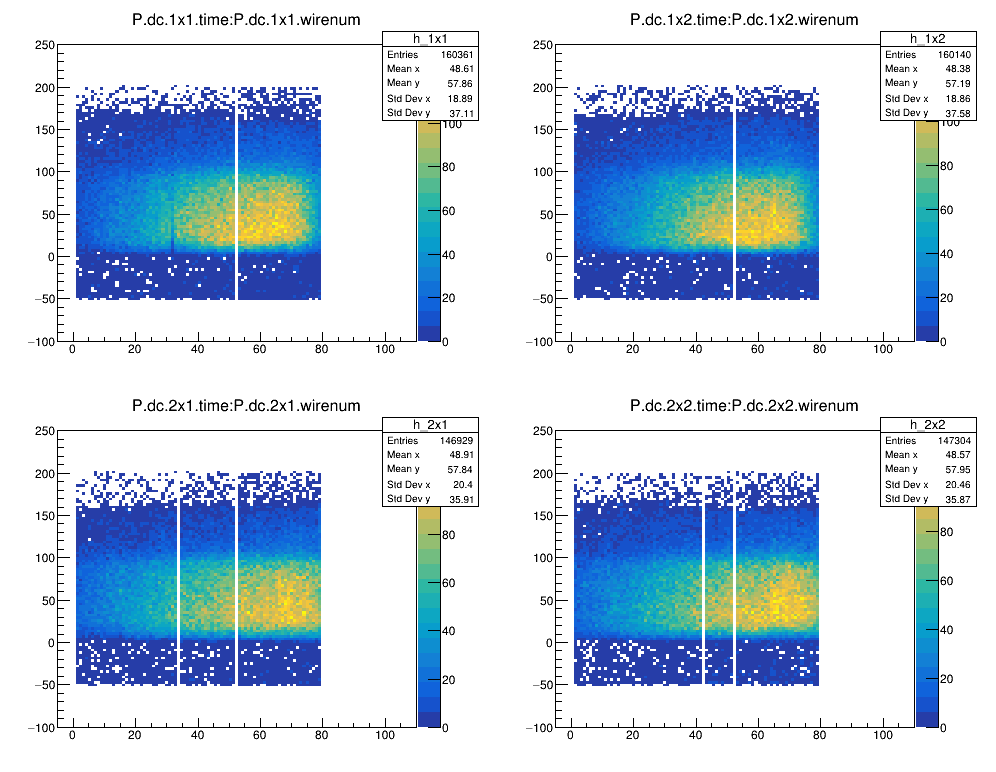 P.dc.1x1.time:P.dc.1x1.wirenum
h_1x1
Entries 160361
Mean x 48.61
Mean y 57.86
Std Dev x 18.89
Std Dev y 37.11
250
200
150
100
50
0
−50
−100
0 20 40 60 80 100
100
80
60
40
20
0
P.dc.1x2.time:P.dc.1x2.wirenum
h_1x2
Entries 160140
Mean x 48.38
Mean y 57.19
Std Dev x 18.86
Std Dev y 37.58
250
200
150
100
50
0
−50
−100
0 20 40 60 80 100
100
80
60
40
20
0
P.dc.2x1.time:P.dc.2x1.wirenum
h_2x1
Entries 146929
Mean x 48.91
Mean y 57.84
Std Dev x 20.4
Std Dev y 35.91
250
200
150
100
50
0
−50
−100
0 20 40 60 80 100
80
60
40
20
0
P.dc.2x2.time:P.dc.2x2.wirenum
h_2x2
Entries 147304
Mean x 48.57
Mean y 57.95
Std Dev x 20.46
Std Dev y 35.87
250
200
150
100
50
0
−50
−100
0 20 40 60 80 100
80
60
40
20
0